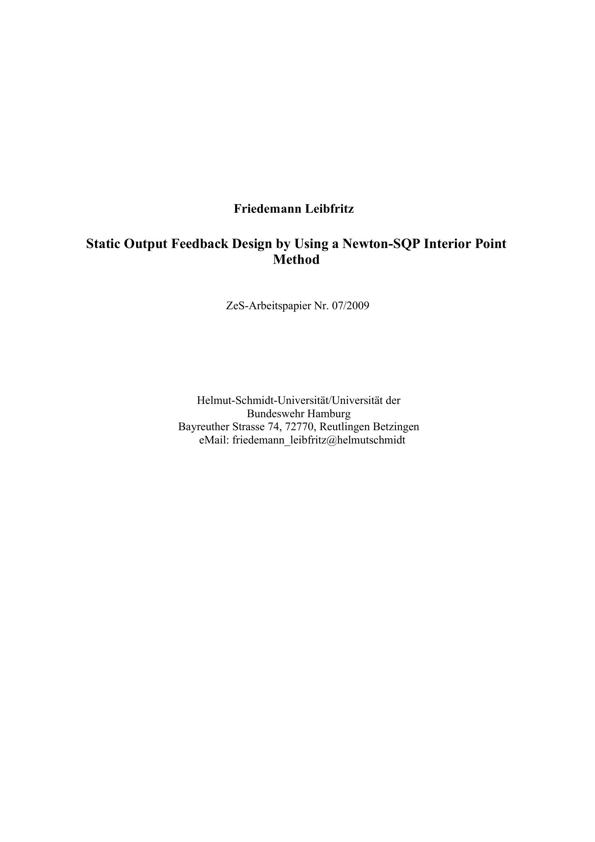 Friedemann Leibfritz
Static Output Feedback Design by Using a Newton-SQP Interior Point
Method
ZeS-Arbeitspapier Nr. 07/2009
Helmut-Schmidt-Universität/Universität der
Bundeswehr Hamburg
Bayreuther Strasse 74, 72770, Reutlingen Betzingen
eMail: friedemann_leibfritz@helmutschmidt